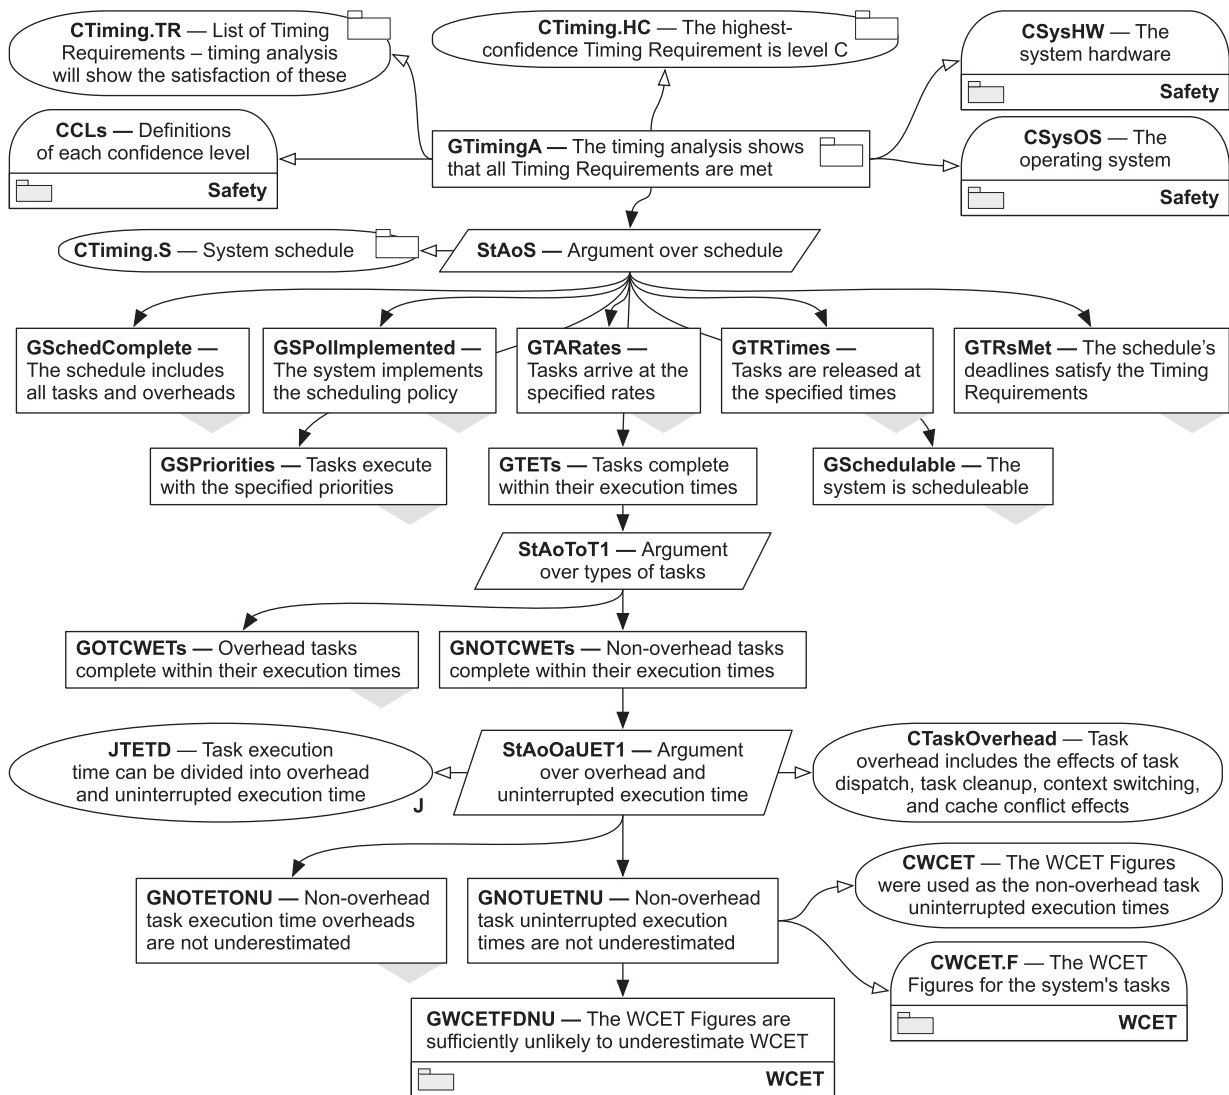 CTiming.TR — List of Timing
Requirements – timing analysis
will show the satisfaction of these
CTiming.HC — The highest-
confidence Timing Requirement is level C
CSysHW — The
system hardware
Safety
CCLs — Definitions
of each confidence level
Safety
GTimingA — The timing analysis shows
that all Timing Requirements are met
CSysOS — The
operating system
Safety
CTiming.S — System schedule
StAoS — Argument over schedule
GSchedComplete —
The schedule includes
all tasks and overheads
GSPolImplemented —
The system implements
the scheduling policy
GTARates —
Tasks arrive at the
specified rates
GTRTimes —
Tasks are released at
the specified times
GTRsMet — The schedule's
deadlines satisfy the Timing
Requirements
GSPriorities — Tasks execute
with the specified priorities
GTETs — Tasks complete
within their execution times
GSchedulable — The
system is scheduleable
StAoToT1 — Argument
over types of tasks
GOTCWETs — Overhead tasks
complete within their execution times
GNOTCWETs — Non-overhead tasks
complete within their execution times
JTETD — Task execution
time can be divided into overhead
and uninterrupted execution time
J
StAoOaUET1 — Argument
over overhead and
uninterrupted execution time
CTaskOverhead — Task
overhead includes the effects of task
dispatch, task cleanup, context switching,
and cache conflict effects
GNOTETONU — Non-overhead
task execution time overheads
are not underestimated
GNOTUETNU — Non-overhead
task uninterrupted execution
times are not underestimated
CWCET — The WCET Figures
were used as the non-overhead task
uninterrupted execution times
CWCET.F — The WCET
Figures for the system's tasks
WCET
GWCETFDNU — The WCET Figures are
sufficiently unlikely to underestimate WCET
WCET